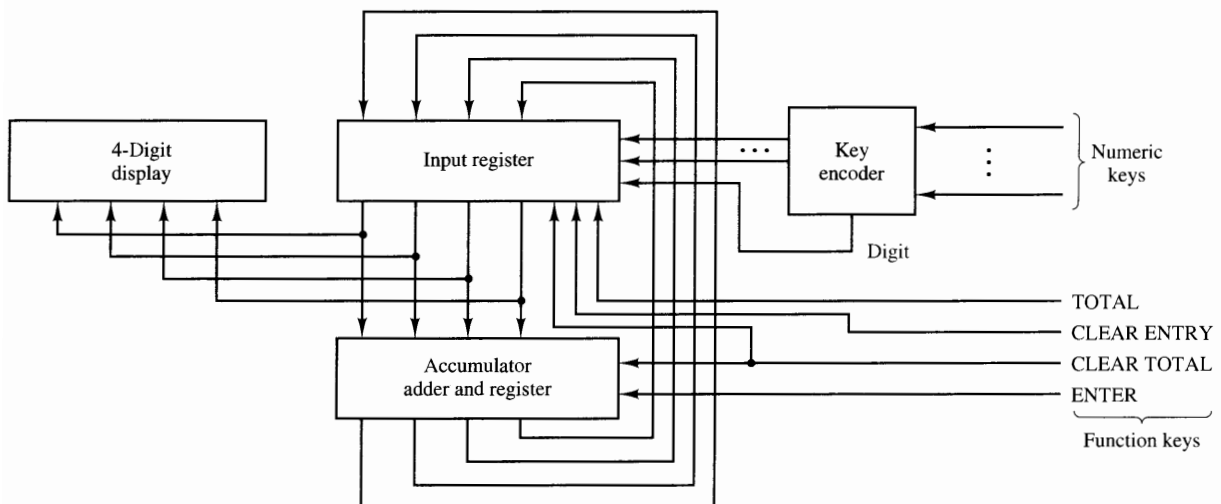 4-Digit
display
Input register
• • •
Key
encoder
Numeric
keys
Digit
TOTAL
CLEAR ENTRY
CLEAR TOTAL
ENTER
Accumulator
adder and register
Function keys